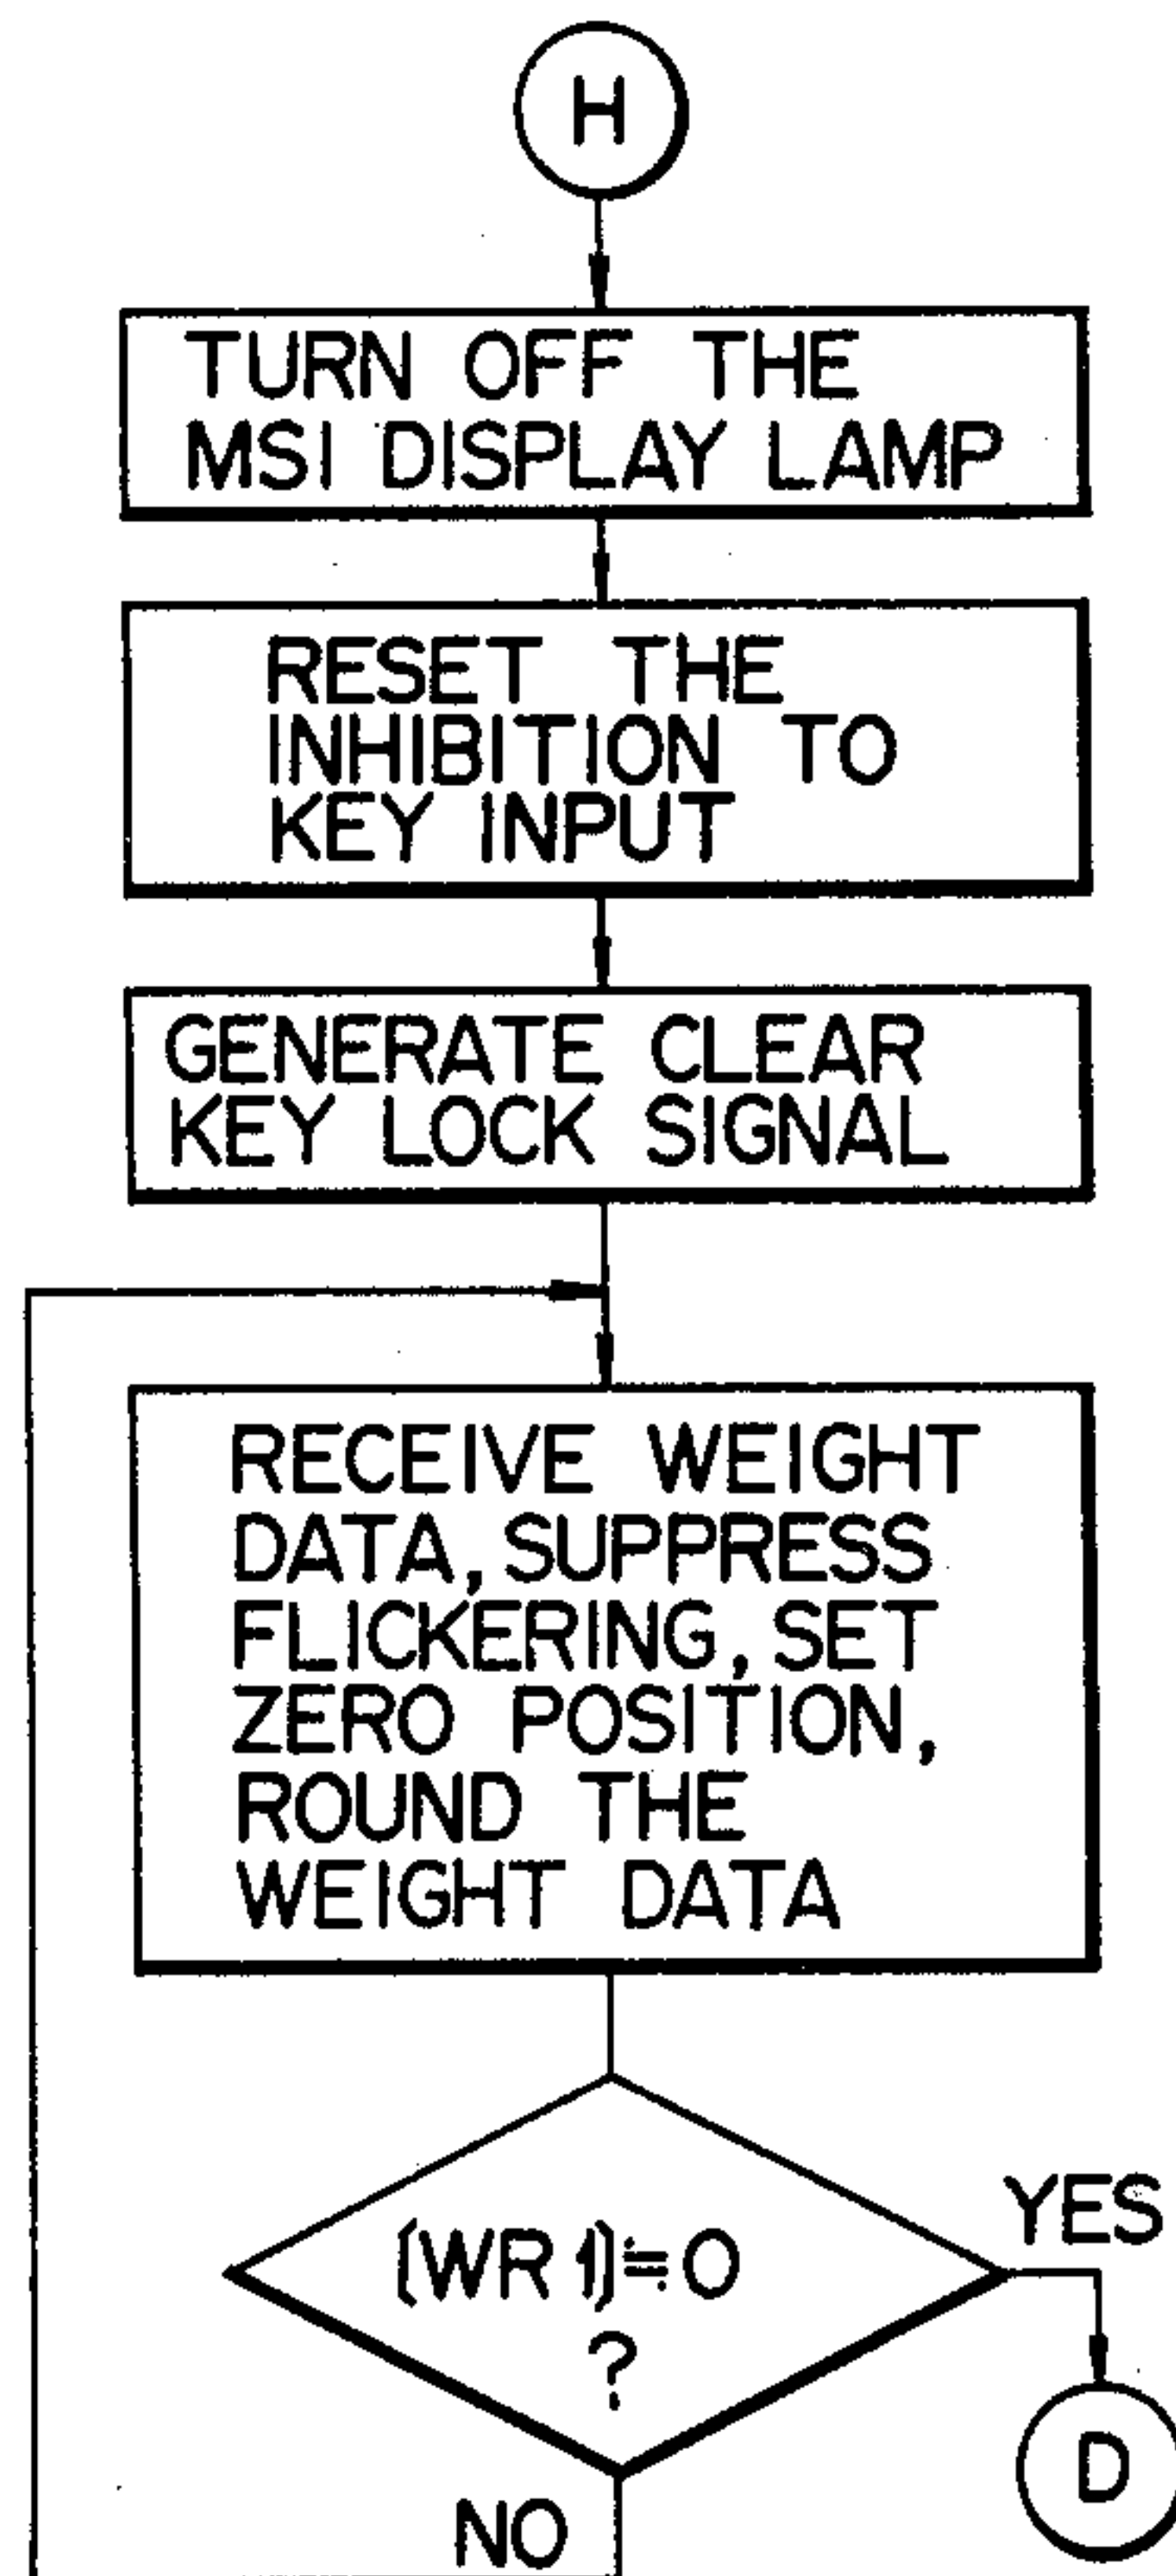 H
TURN OFF THE
MSI DISPLAY LAMP
RESET THE
INHIBITION TO
KEY INPUT
GENERATE CLEAR
KEY LOCK SIGNAL
RECEIVE WEIGHT
DATA, SUPPRESS
FLICKERING, SET
ZERO POSITION,
ROUND THE
WEIGHT DATA
(WR 1)≒0
?
YES
D
NO